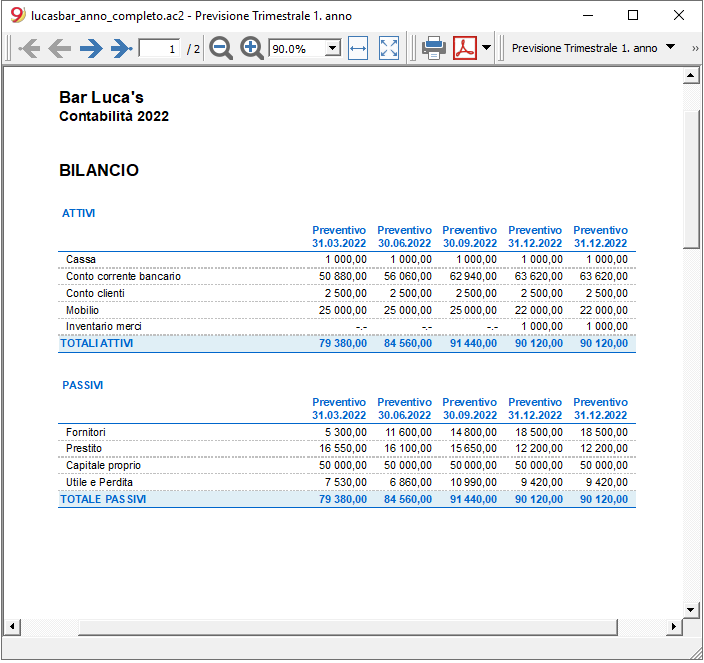 lucasbar_anno_completo.ac2 - Previsione Trimestrale 1. anno
1 / 2 90.0% Previsione Trimestrale 1. anno »
Bar Luca's
Contabilità 2022
BILANCIO
ATTIVI
Preventivo Preventivo Preventivo Preventivo Preventivo
31.03.2022 30.06.2022 30.09.2022 31.12.2022 31.12.2022
Cassa 1 000,00 1 000,00 1 000,00 1 000,00 1 000,00
Conto corrente bancario 50 880,00 56 060,00 62 940,00 63 620,00 63 620,00
Conto clienti 2 500,00 2 500,00 2 500,00 2 500,00 2 500,00
Mobilio 25 000,00 25 000,00 25 000,00 22 000,00 22 000,00
Inventario merci -.- -.- -.- 1 000,00 1 000,00
TOTALI ATTIVI 79 380,00 84 560,00 91 440,00 90 120,00 90 120,00
PASSIVI
Preventivo Preventivo Preventivo Preventivo Preventivo
31.03.2022 30.06.2022 30.09.2022 31.12.2022 31.12.2022
Fornitori 5 300,00 11 600,00 14 800,00 18 500,00 18 500,00
Prestito 16 550,00 16 100,00 15 650,00 12 200,00 12 200,00
Capitale proprio 50 000,00 50 000,00 50 000,00 50 000,00 50 000,00
Utile e Perdita 7 530,00 6 860,00 10 990,00 9 420,00 9 420,00
TOTALE PASSIVI 79 380,00 84 560,00 91 440,00 90 120,00 90 120,00